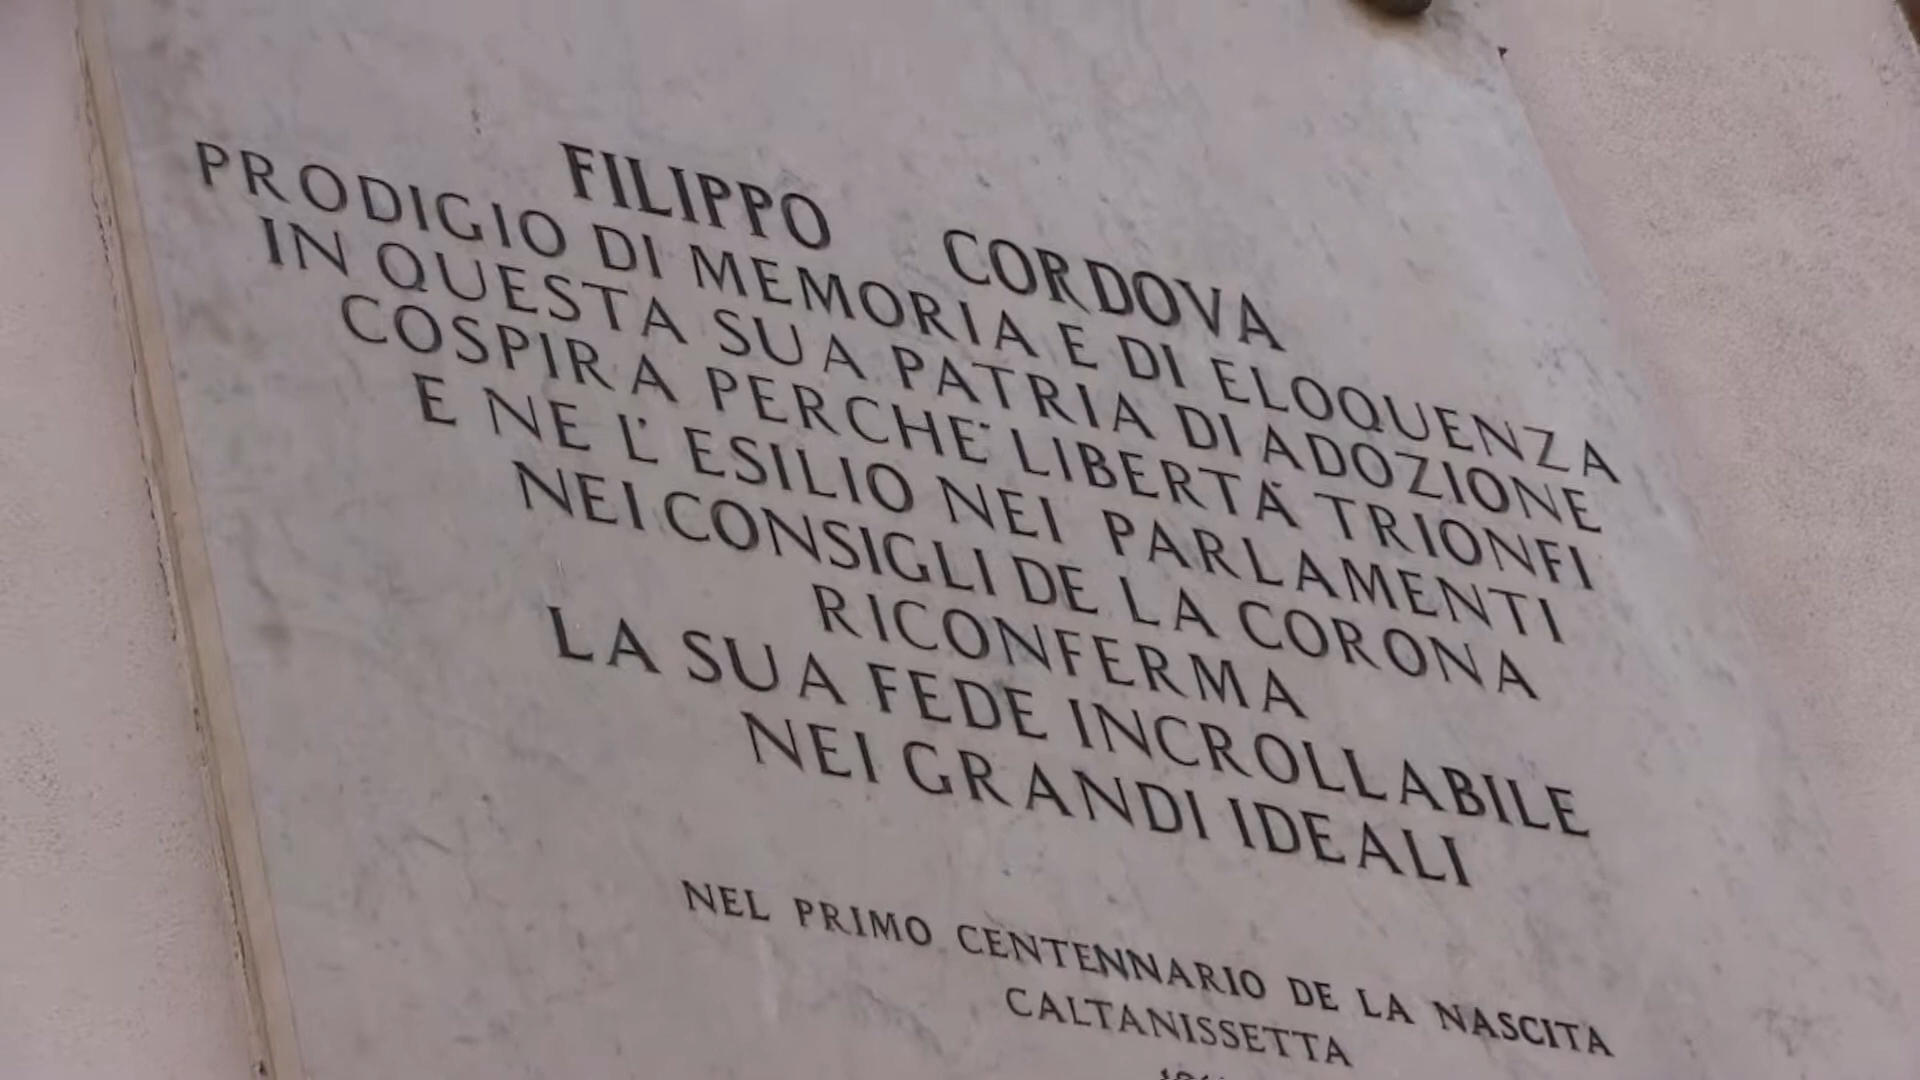 FILIPPO CORDOVA
PRODIGIO DI MEMORIA E DI ELOQUENZA
IN QUESTA SUA PATRIA DI ADOZIONE
COSPIRA PERCHE' LIBERTÀ TRIONFI
E NE L'ESILIO NEI PARLAMENTI
NEI CONSIGLI DE LA CORONA
RICONFERMA
LA SUA FEDE INCROLLABILE
NEI GRANDI IDEALI
NEL PRIMO CENTENNARIO DE LA NASCITA
CALTANISSETTA